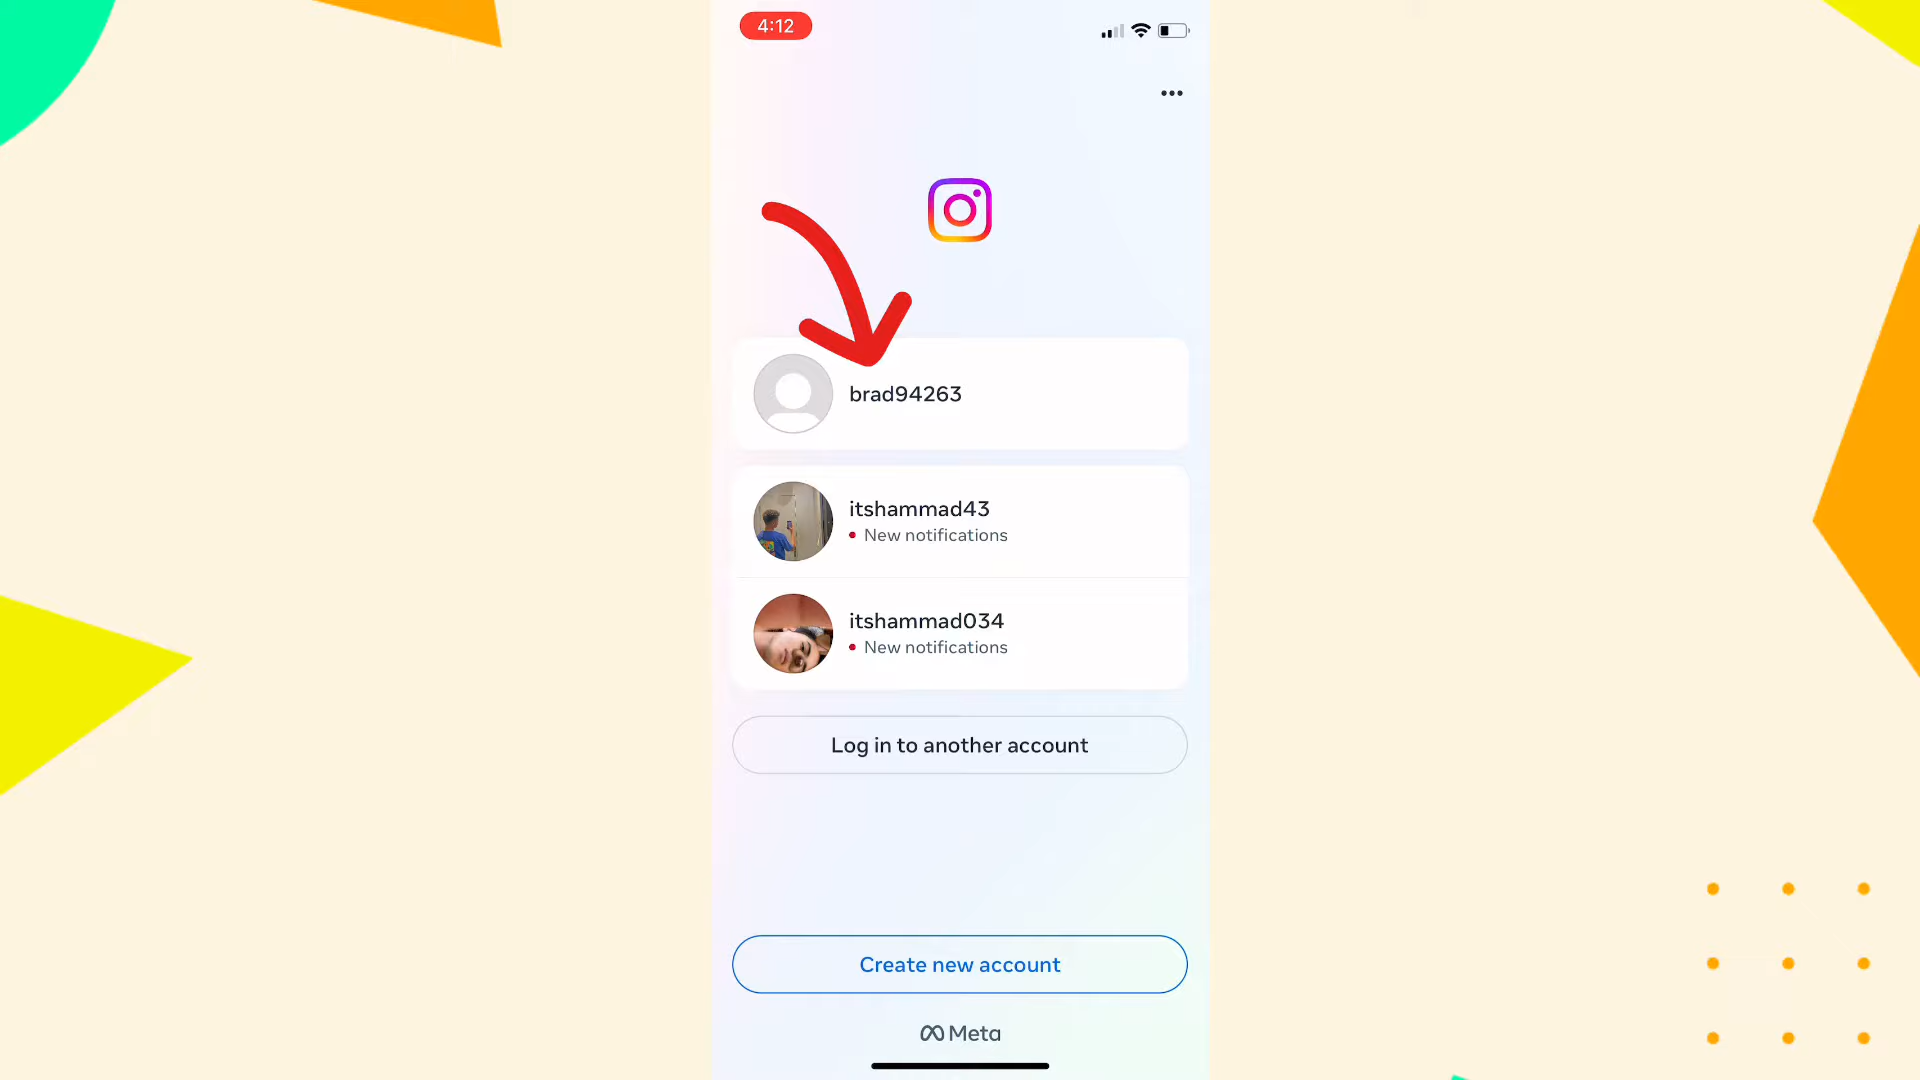 4:12
brad94263
itshammad43
New notifications
itshammad034
New notifications
Log in to another account
Create new account
Meta